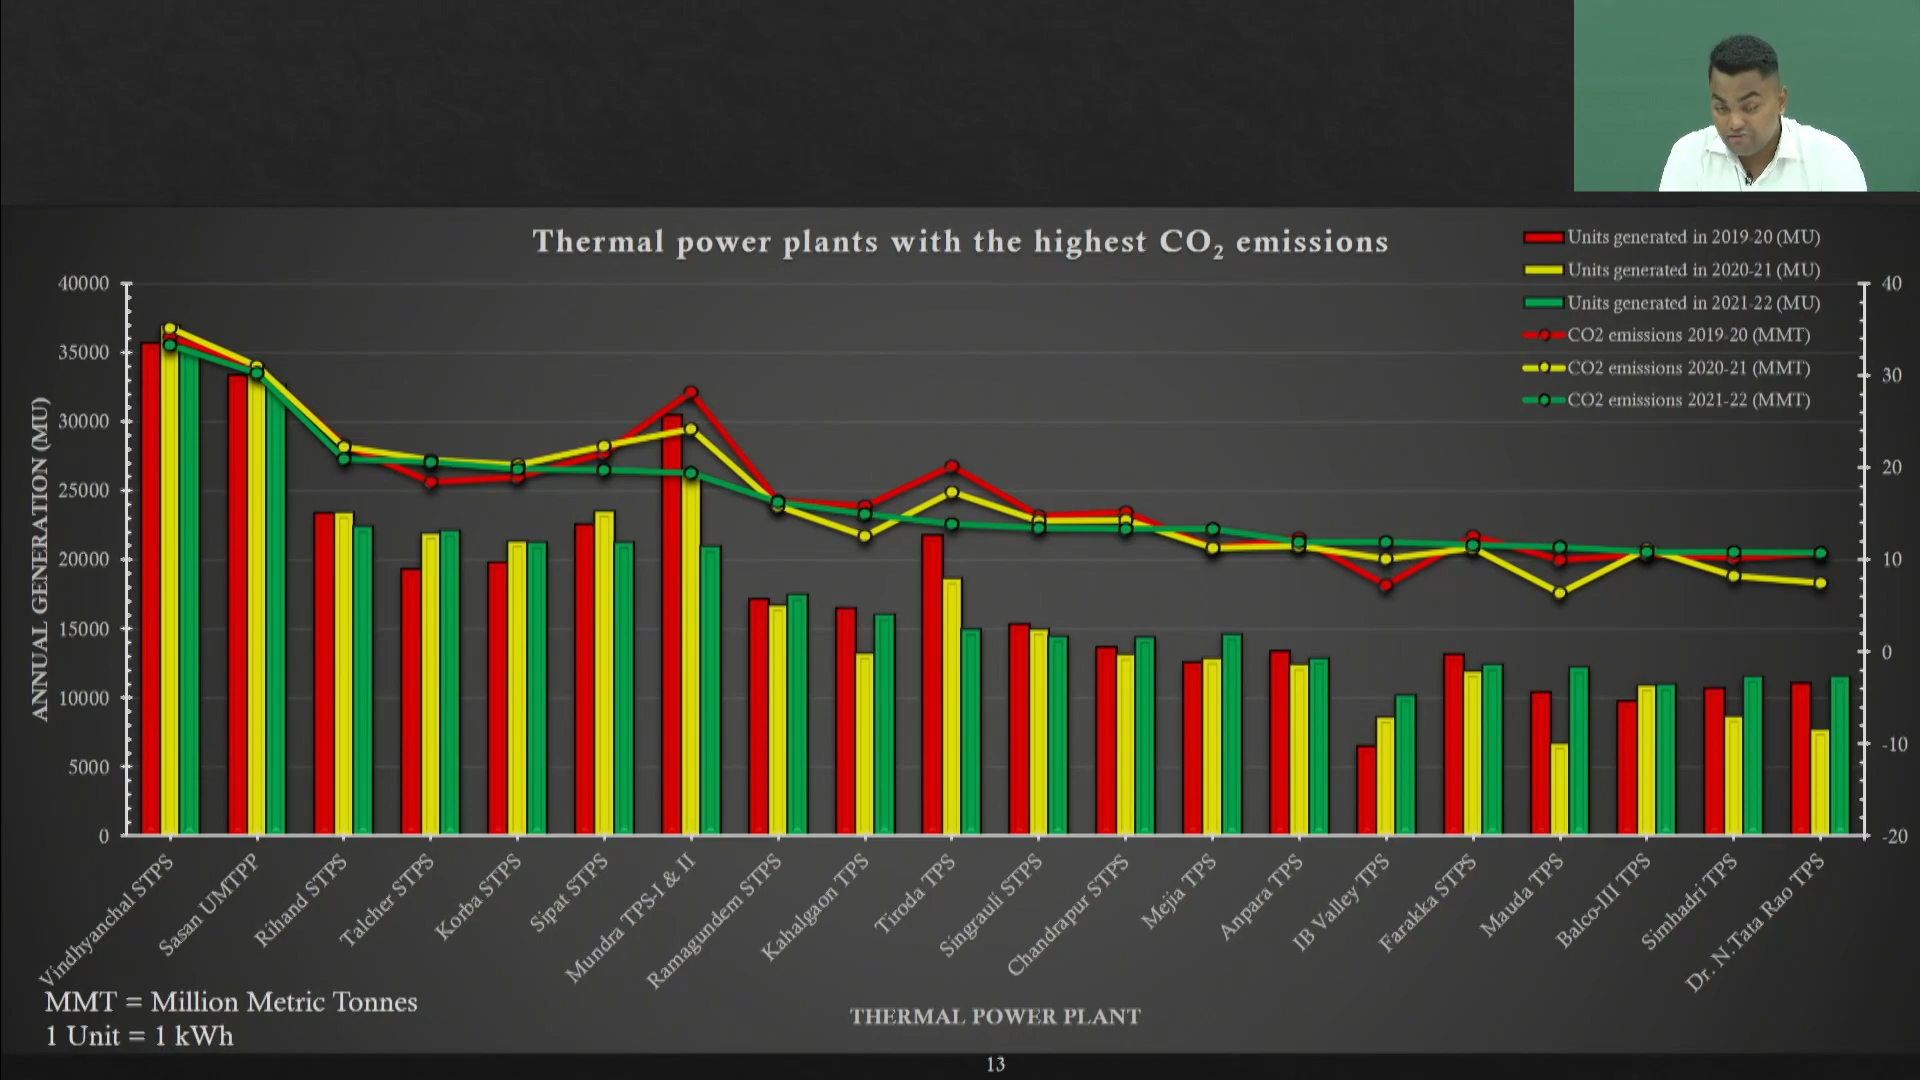 Thermal power plants with the highest CO₂ emissions
Units generated in 2019-20 (MU)
Units generated in 2020-21 (MU)
Units generated in 2021-22 (MU)
CO2 emissions 2019-20 (MMT)
CO2 emissions 2020-21 (MMT)
CO2 emissions 2021-22 (MMT)
ANNUAL GENERATION (MU)
40000
35000
30000
25000
20000
15000
10000
5000
0
40
30
20
10
0
-10
-20
Vindhyanchal STPS
Sasan UMTPP
Rihand STPS
Talcher STPS
Korba STPS
Sipat STPS
Mundra TPS-I & II
Ramagundem STPS
Kahalgaon TPS
Tiroda TPS
Singrauli STPS
Chandrapur STPS
Mejia TPS
Anpara TPS
IB Valley TPS
Farakka STPS
Mauda TPS
Balco-III TPS
Simhadri TPS
Dr. N.Tata Rao TPS
THERMAL POWER PLANT
MMT = Million Metric Tonnes
1 Unit = 1 kWh
13